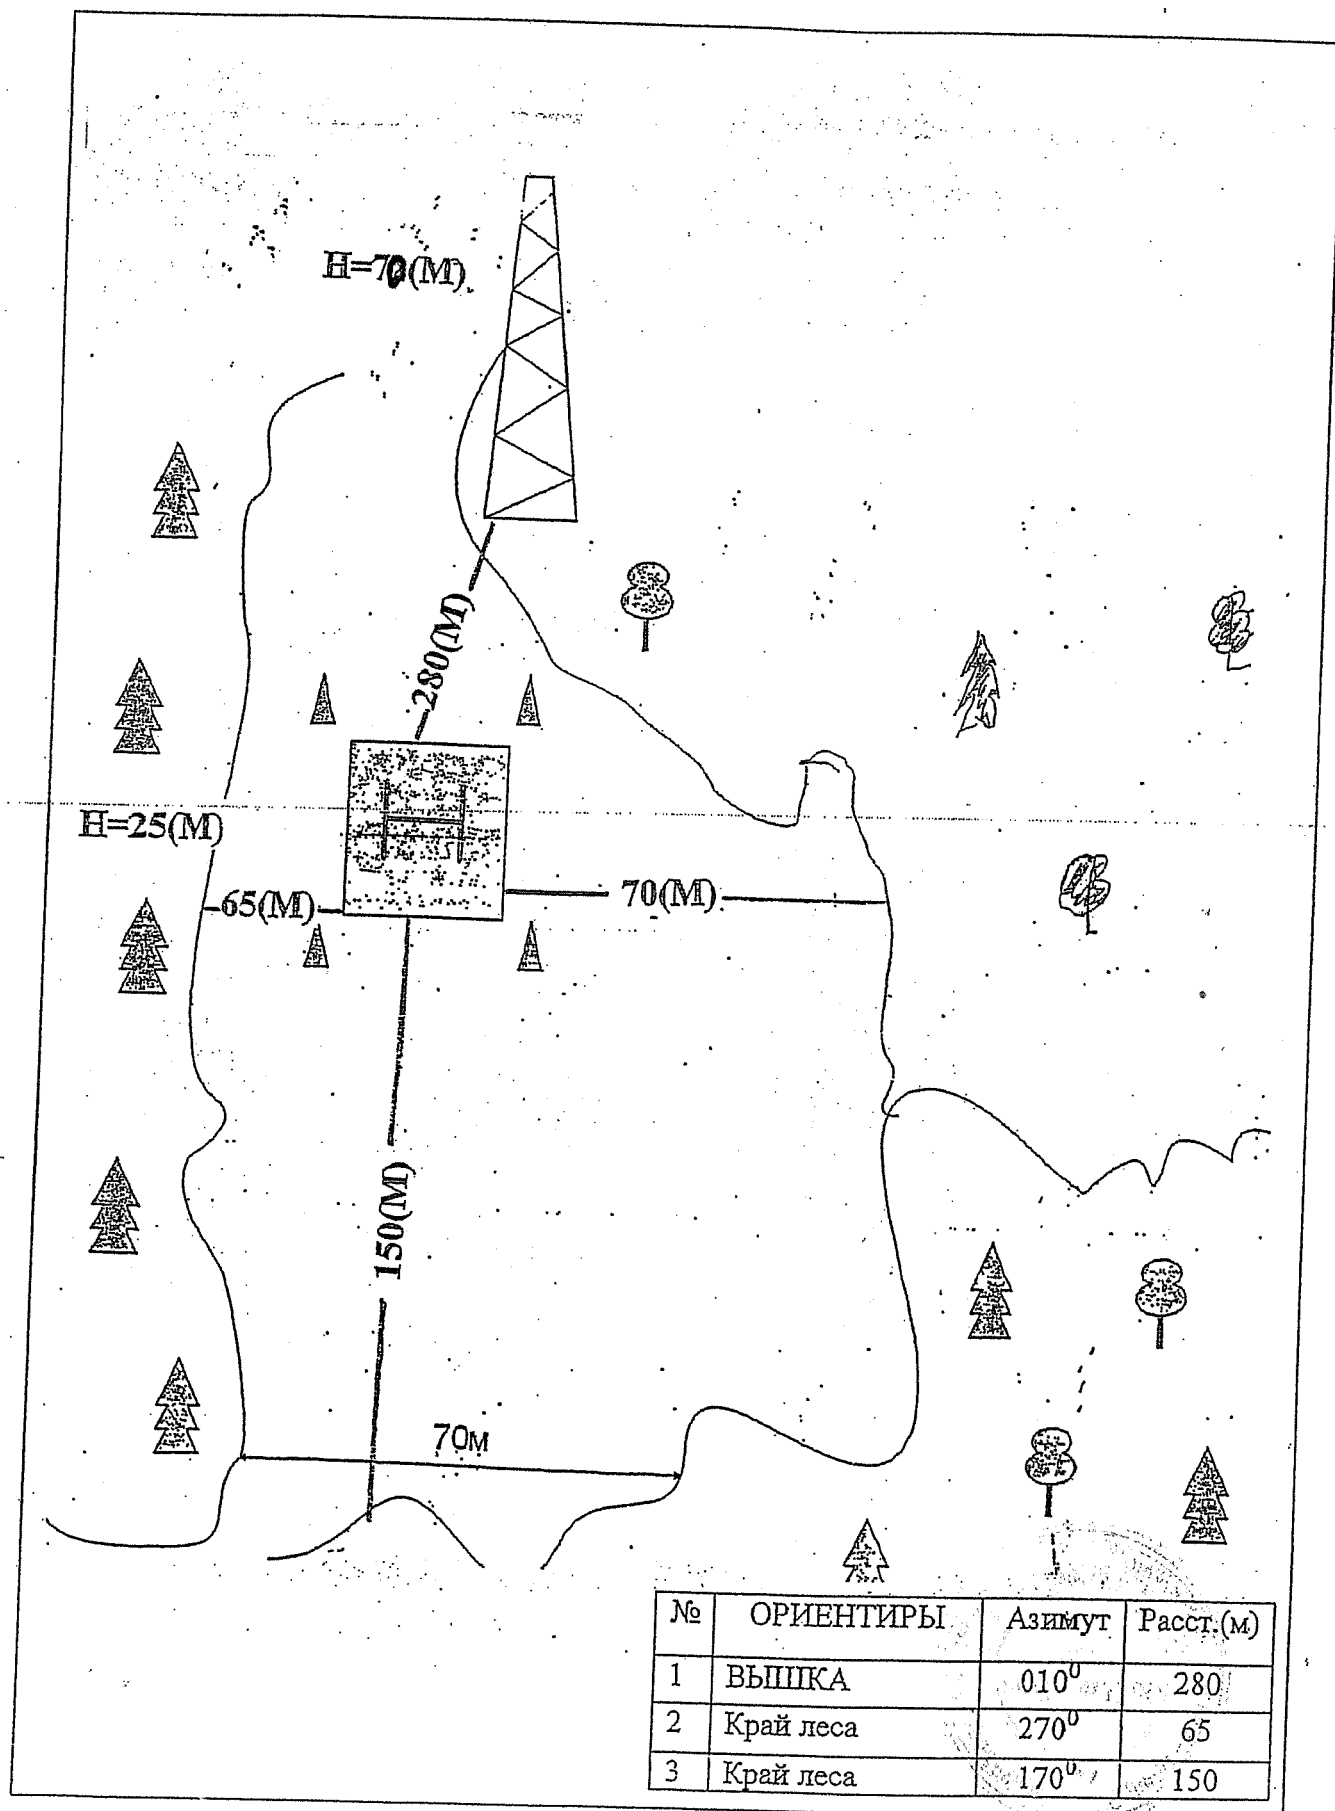 H=70(М)
280(М)
H
H=25(М)
65(М)
70(М)
150(М)
70м
№ ОРИЕНТИРЫ Азимут Расст.(м)
1 ВЫШКА 010⁰ 280
2 Край леса 270⁰ 65
3 Край леса 170⁰ 150